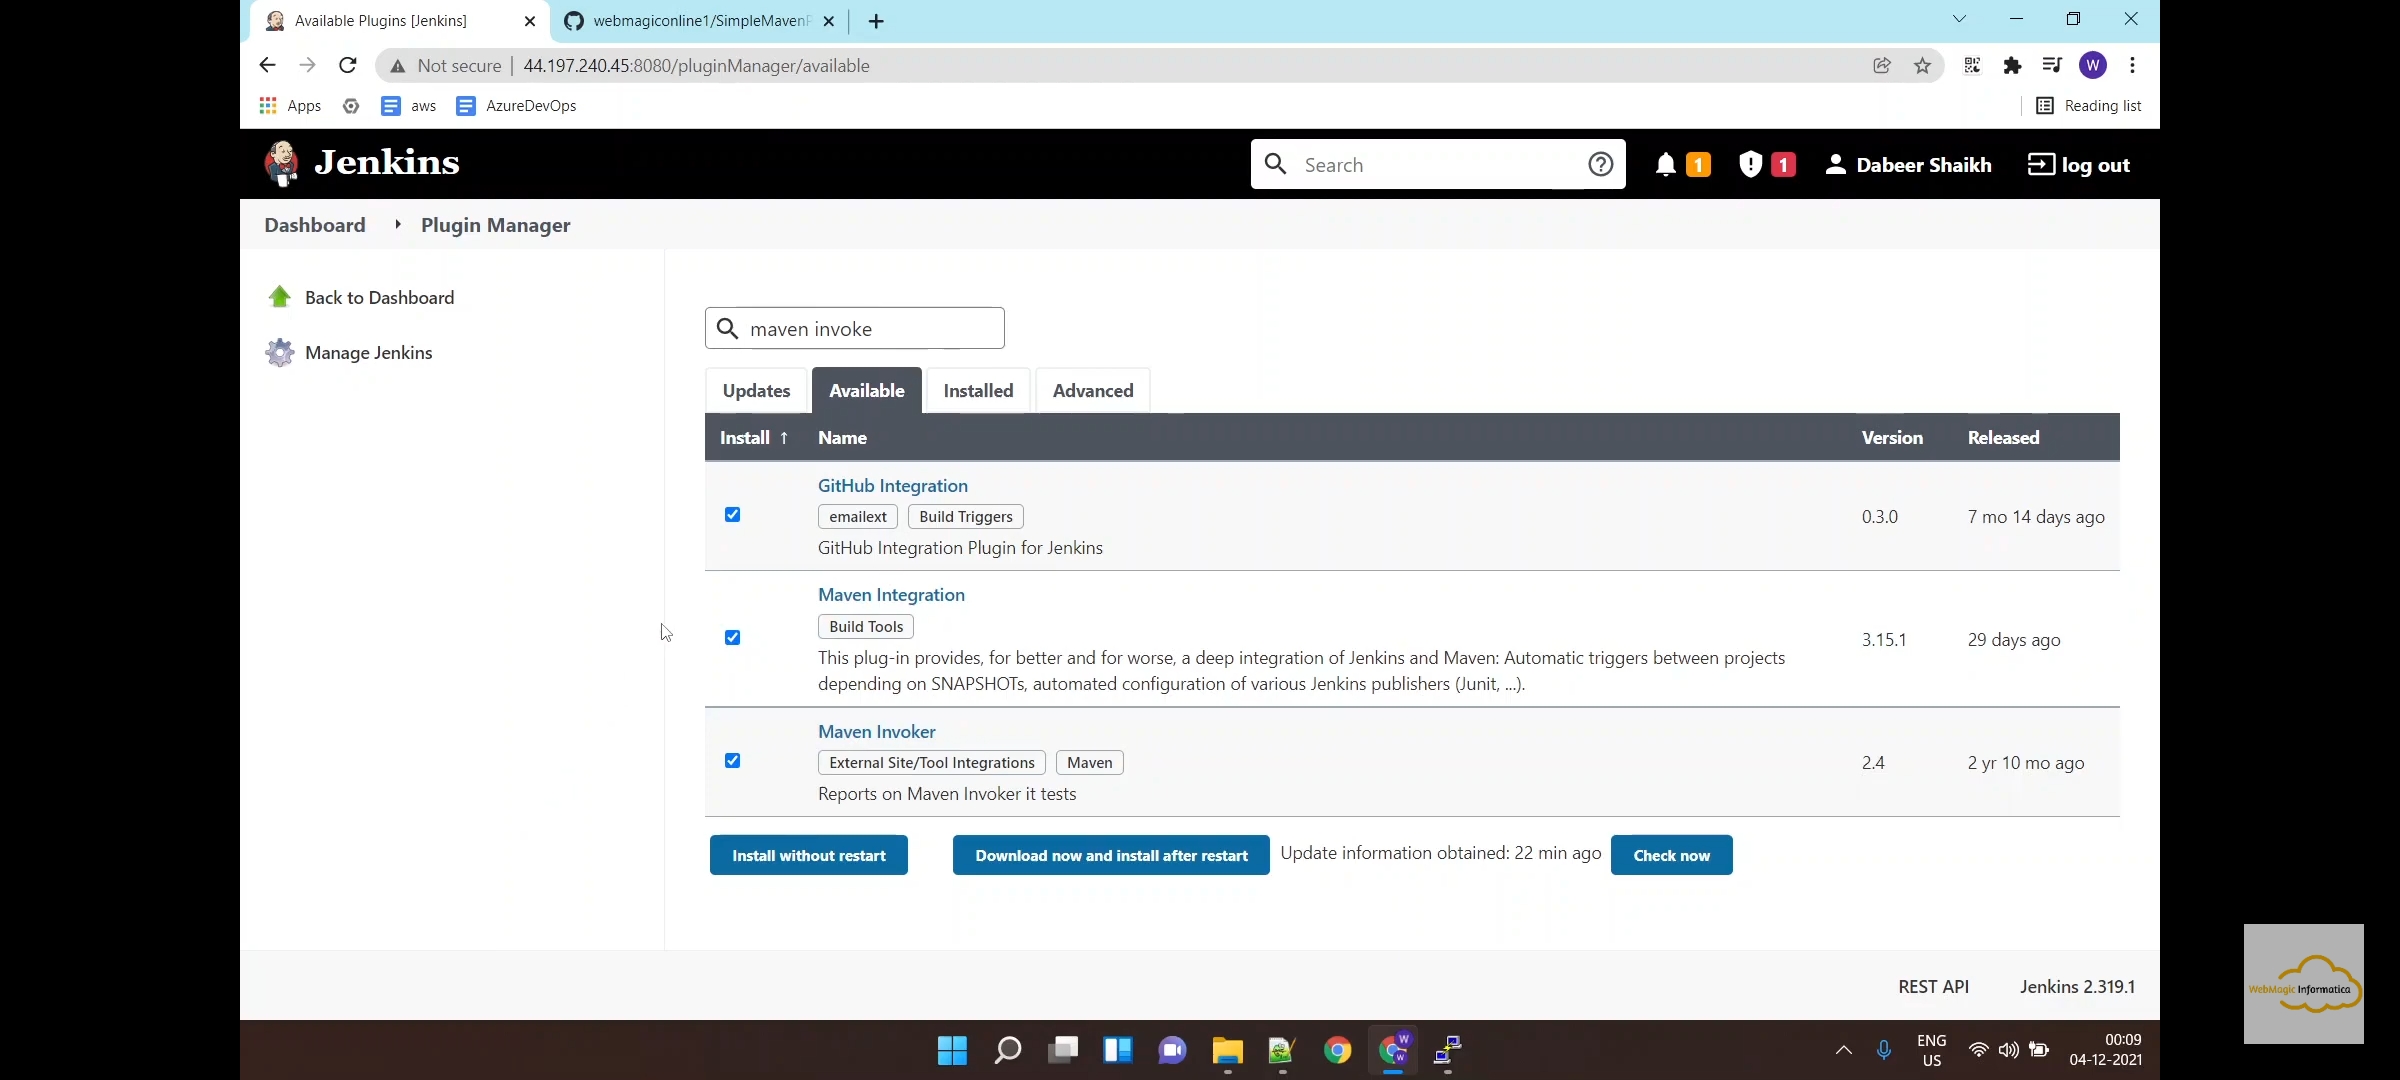 Available Plugins [Jenkins]
webmagiconline1/SimpleMaven
Not secure
44.197.240.45:8080/pluginManager/available
W
Apps
aws
AzureDevOps
Reading list
Jenkins
Search
1
1
Dabeer Shaikh
log out
Dashboard
Plugin Manager
Back to Dashboard
Manage Jenkins
maven invoke
Updates
Available
Installed
Advanced
Install ↑
Name
Version
Released
GitHub Integration
emailext
Build Triggers
GitHub Integration Plugin for Jenkins
0.3.0
7 mo 14 days ago
Maven Integration
Build Tools
This plug-in provides, for better and for worse, a deep integration of Jenkins and Maven: Automatic triggers between projects
depending on SNAPSHOTs, automated configuration of various Jenkins publishers (Junit, ...).
3.15.1
29 days ago
Maven Invoker
External Site/Tool Integrations
Maven
Reports on Maven Invoker it tests
2.4
2 yr 10 mo ago
Install without restart
Download now and install after restart
Update information obtained: 22 min ago
Check now
REST API
Jenkins 2.319.1
WebMagic Informatica
W
W
ENG
US
00:09
04-12-2021